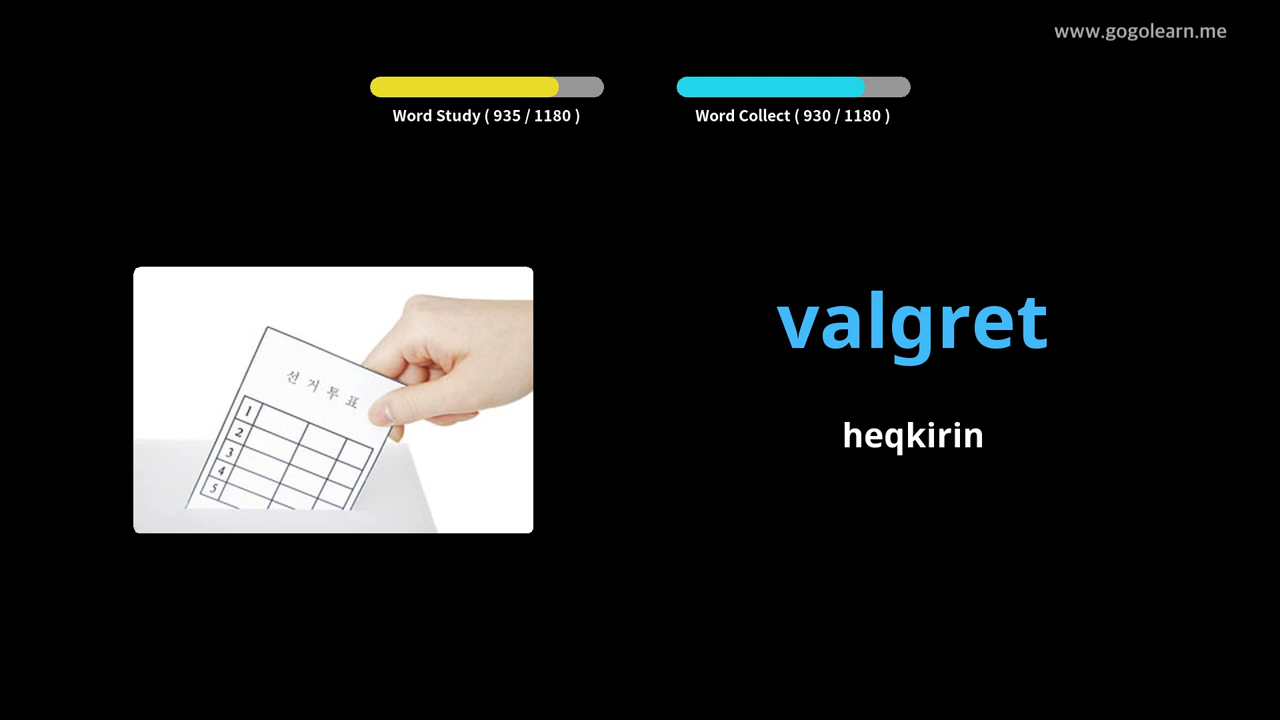 www.gogolearn.me
Word Study ( 935 / 1180 )
Word Collect ( 930 / 1180 )
선거투표
1
2
3
4
5
valgret
heqkirin